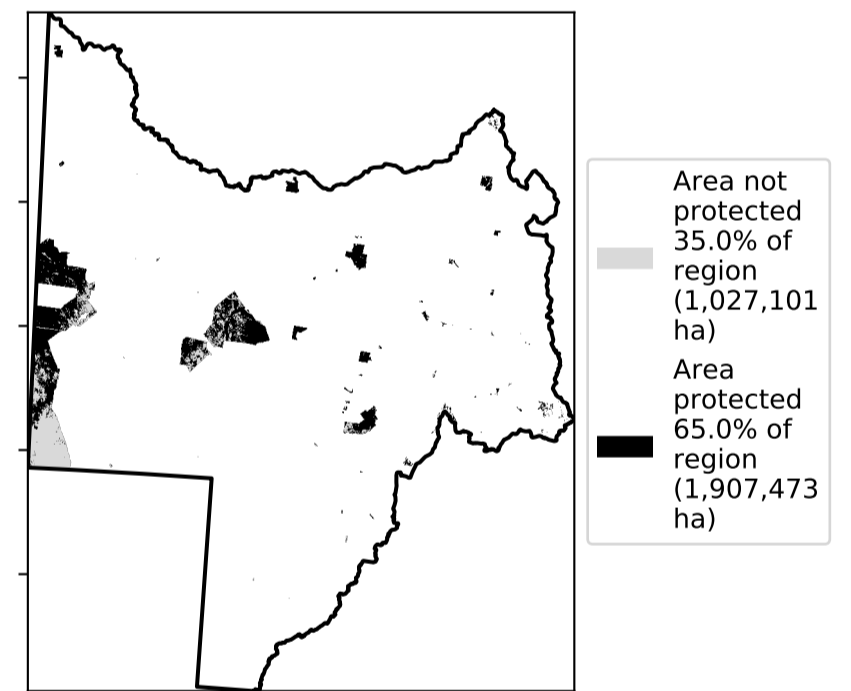 Area not
protected
35.0% of
region
(1,027,101
ha)
Area
protected
65.0% of
region
(1,907,473
ha)